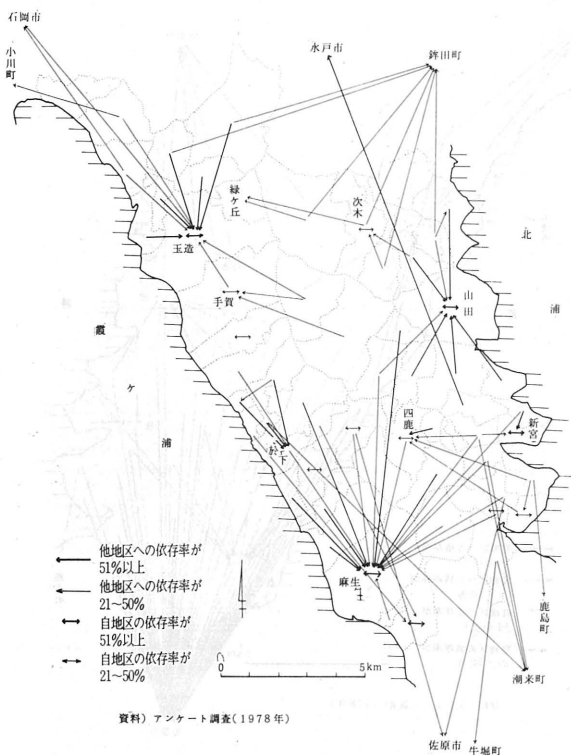 石岡市
小川町
水戸市
鉾田町
緑ヶ丘
次木
北浦
玉造
山田
手賀
霞ヶ浦
四鹿
新宮
於下
麻生
鹿島町
潮来町
佐原市
牛堀町
他地区への依存率が
51%以上
他地区への依存率が
21~50%
自地区の依存率が
51%以上
自地区の依存率が
21~50%
0 5km
資料) アンケート調査(1978年)